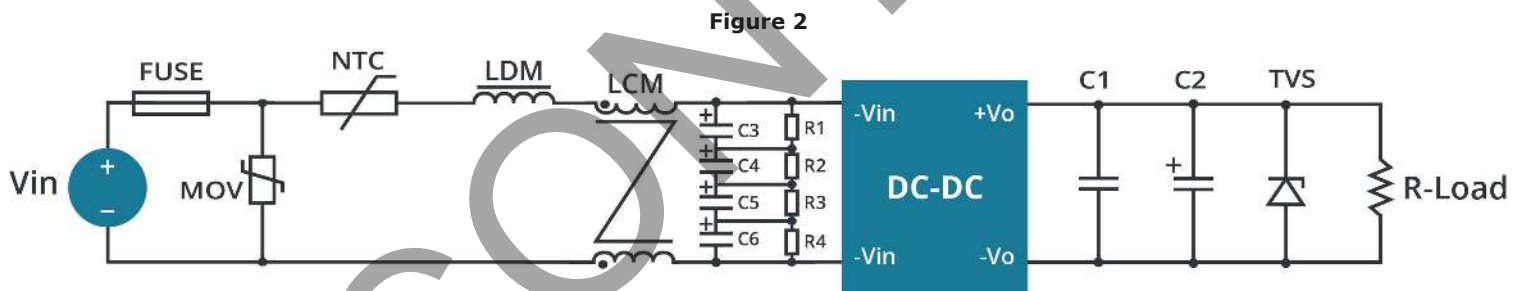 Figure 2
FUSE
NTC
LDM
LCM
C1
C2
TVS
+
C3
R1
-Vin
+Vo
+
C4
R2
Vin
+
−
MOV
+
C5
R3
DC-DC
+
R-Load
+
C6
R4
-Vin
-Vo